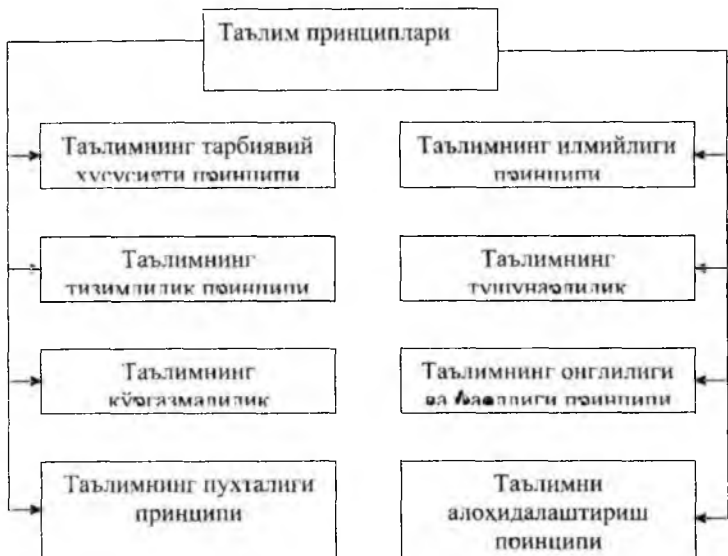 Таълим принциплари
Таълимнинг тарбиявий
хусусияти принципи
Таълимнинг илмийлиги
принципи
Таълимнинг
тизимлилик принципи
Таълимнинг
тушунарлилик
Таълимнинг
кўргазмалилик
Таълимнинг онглилиги
ва фаоллиги принципи
Таълимнинг пухталиги
принципи
Таълимни
алоҳидалаштириш
принципи